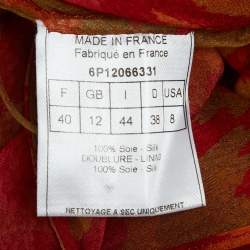 MADE IN FRANCE
Fabriqué en France
6P12066331
F GB I D USA
40 12 44 38 8
100% Soie - Silk
DOUBLURE - LINING
100% Soie - Silk
NETTOYAGE A SEC UNIQUEMENT